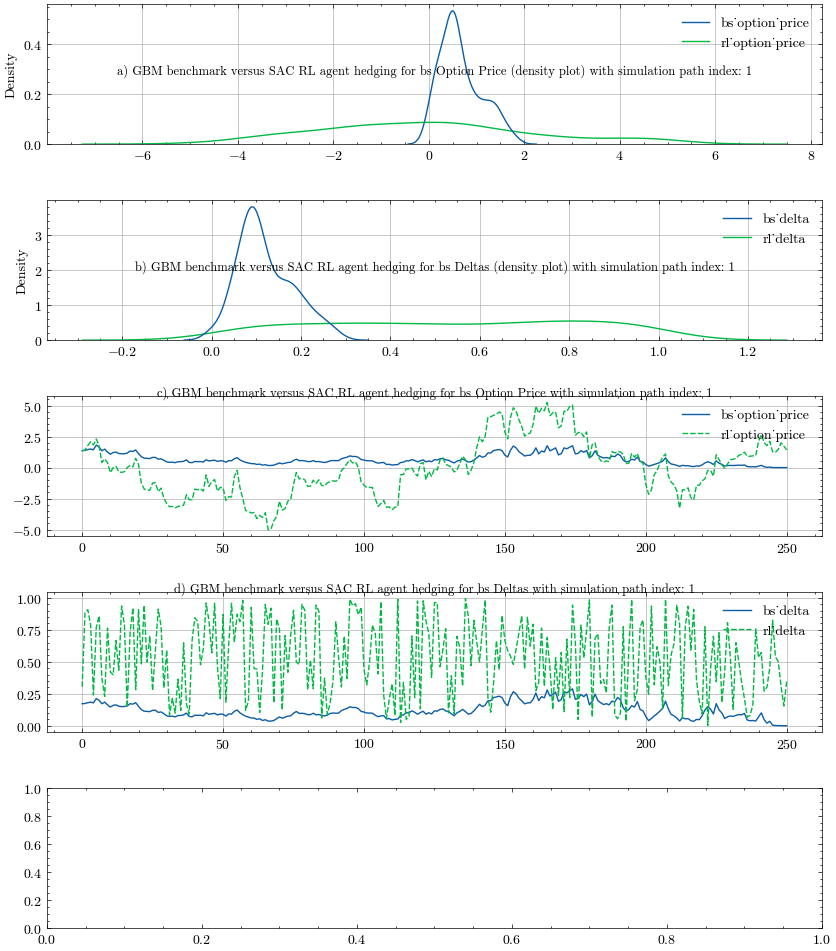 bs˙option˙price
rl˙option˙price
0.4
Density
a) GBM benchmark versus SAC RL agent hedging for bs Option Price (density plot) with simulation path index: 1
0.2
0.0
−6 −4 −2 0 2 4 6 8
bs˙delta
rl˙delta
3
Density
b) GBM benchmark versus SAC RL agent hedging for bs Deltas (density plot) with simulation path index: 1
2
1
0
−0.2 0.0 0.2 0.4 0.6 0.8 1.0 1.2
c) GBM benchmark versus SAC RL agent hedging for bs Option Price with simulation path index: 1
5.0
bs˙option˙price
rl˙option˙price
2.5
0.0
−2.5
−5.0
0 50 100 150 200 250
d) GBM benchmark versus SAC RL agent hedging for bs Deltas with simulation path index: 1
1.00
bs˙delta
rl˙delta
0.75
0.50
0.25
0.00
0 50 100 150 200 250
1.0
0.8
0.6
0.4
0.2
0.0
0.0 0.2 0.4 0.6 0.8 1.0